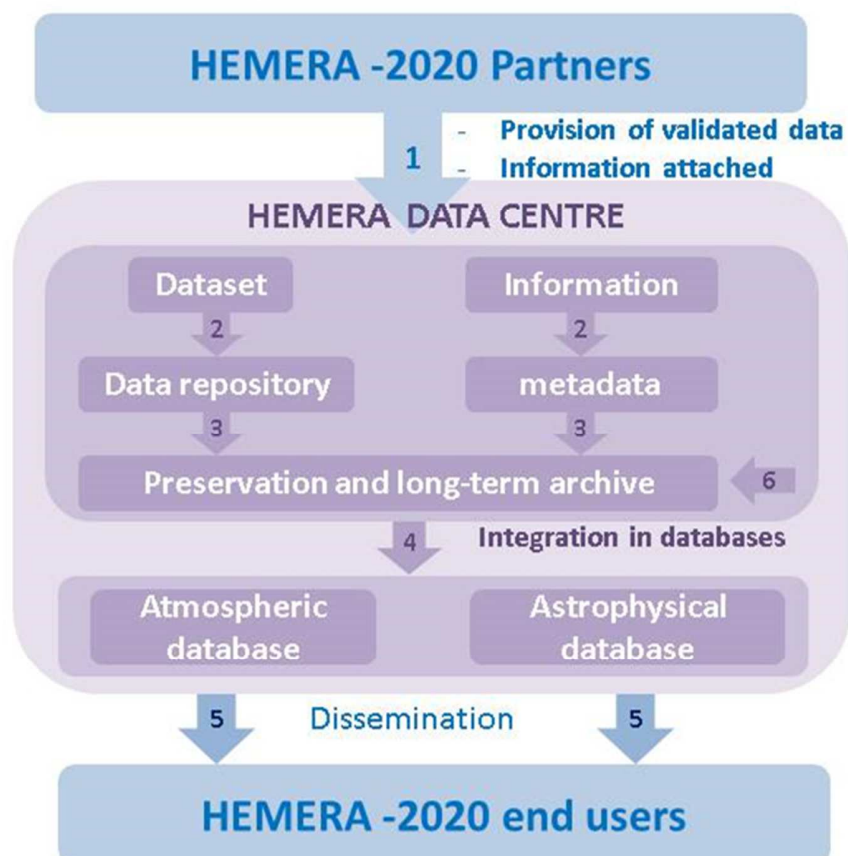 HEMERA -2020 Partners
1
- Provision of validated data
- Information attached
HEMERA DATA CENTRE
Dataset
Information
2
2
Data repository
metadata
3
3
Preservation and long-term archive
6
4
Integration in databases
Atmospheric
database
Astrophysical
database
5
Dissemination
5
HEMERA -2020 end users